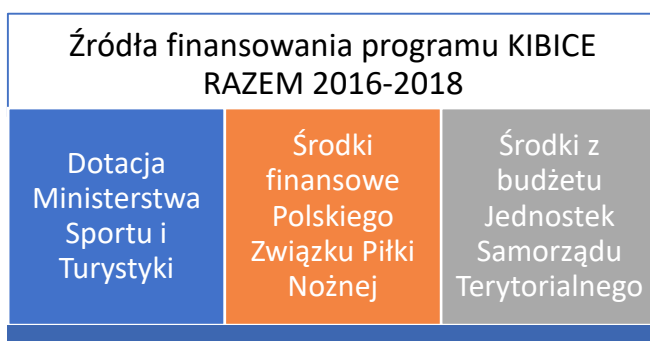 Źródła finansowania programu KIBICE
RAZEM 2016-2018
Dotacja
Ministerstwa
Sportu i
Turystyki
Środki
finansowe
Polskiego
Związku Piłki
Nożnej
Środki z
budżetu
Jednostek
Samorządu
Terytorialnego